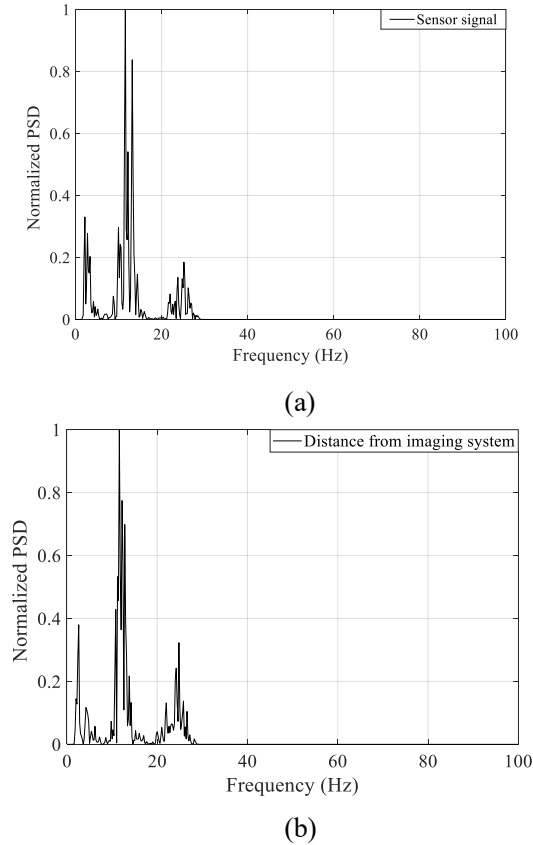 1
Sensor signal
0.8
0.6
0.4
0.2
0
0 20 40 60 80 100
Normalized PSD
Frequency (Hz)
(a)
1
Distance from imaging system
0.8
0.6
0.4
0.2
0
0 20 40 60 80 100
Normalized PSD
Frequency (Hz)
(b)